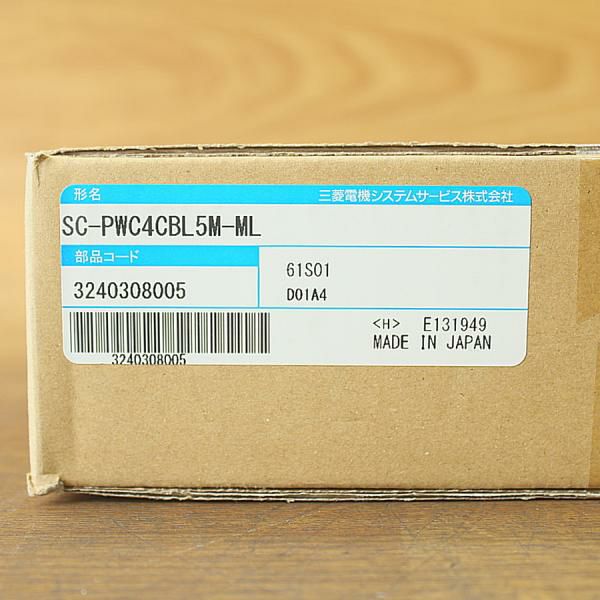 形名 三菱電機システムサービス株式会社
SC-PWC4CBL5M-ML
部品コード
3240308005
61S01
D01A4
3240308005
<H> E131949
MADE IN JAPAN